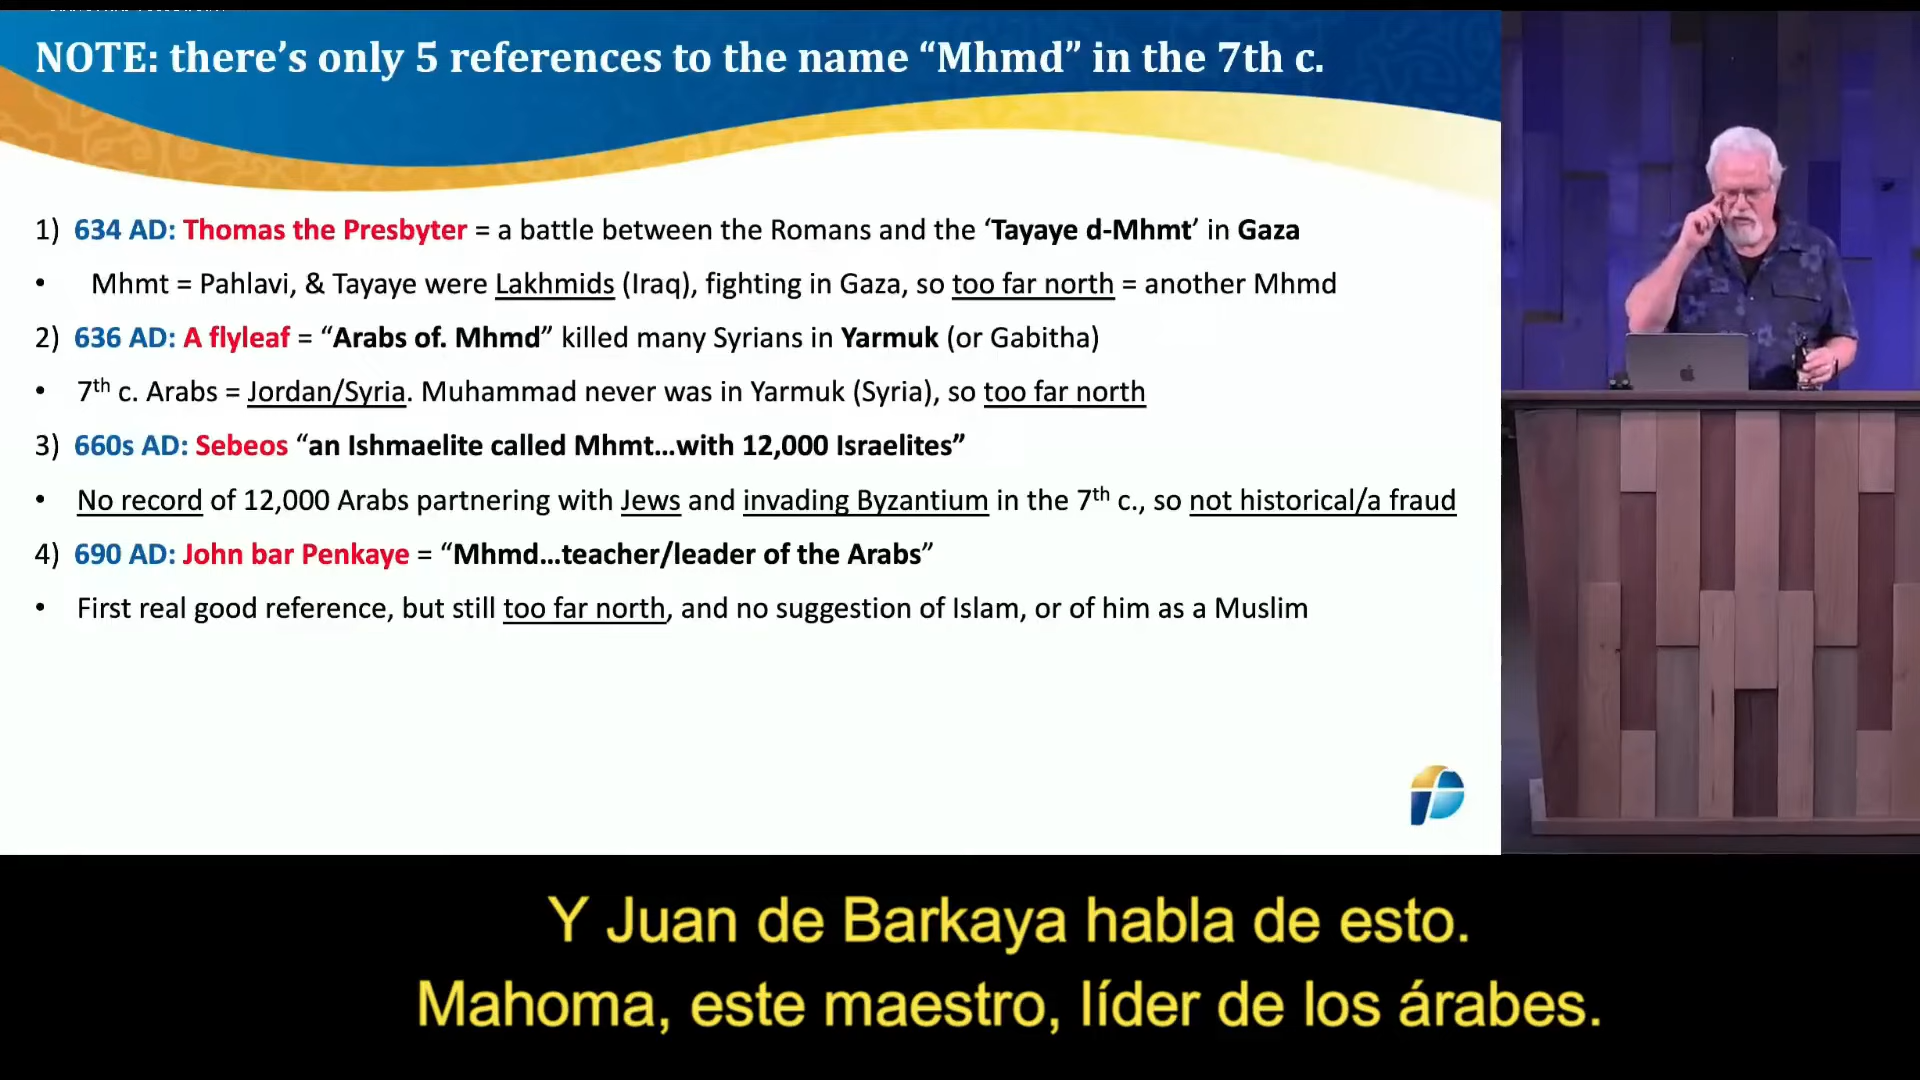 NOTE: there’s only 5 references to the name “Mhmd” in the 7th c.
1) 634 AD: Thomas the Presbyter = a battle between the Romans and the ‘Tayaye d-Mhmt’ in Gaza
• Mhmt = Pahlavi, & Tayaye were Lakhmids (Iraq), fighting in Gaza, so too far north = another Mhmd
2) 636 AD: A flyleaf = “Arabs of. Mhmd” killed many Syrians in Yarmuk (or Gabitha)
• 7th c. Arabs = Jordan/Syria. Muhammad never was in Yarmuk (Syria), so too far north
3) 660s AD: Sebeos “an Ishmaelite called Mhmt...with 12,000 Israelites”
• No record of 12,000 Arabs partnering with Jews and invading Byzantium in the 7th c., so not historical/a fraud
4) 690 AD: John bar Penkaye = “Mhmd...teacher/leader of the Arabs”
• First real good reference, but still too far north, and no suggestion of Islam, or of him as a Muslim
Y Juan de Barkaya habla de esto.
Mahoma, este maestro, líder de los árabes.